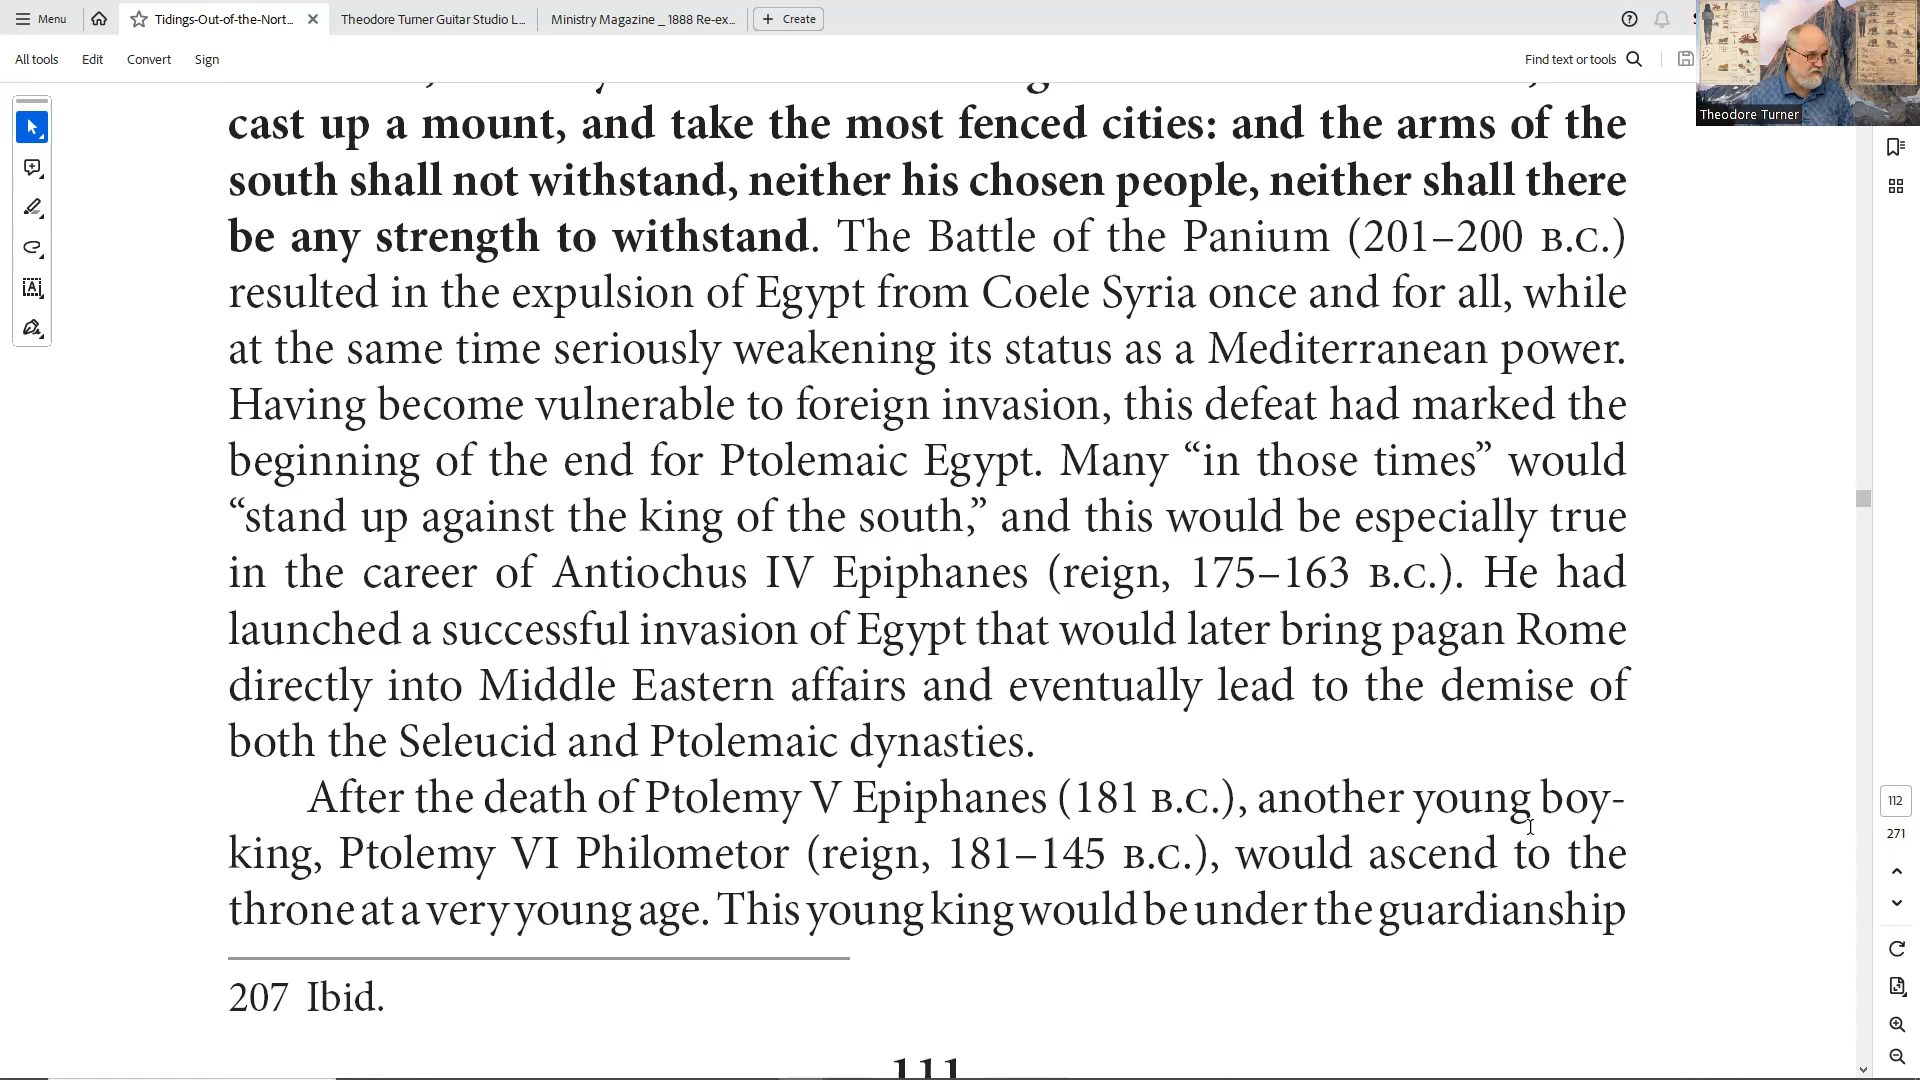 Menu
Tidings-Out-of-the-Nort...
Theodore Turner Guitar Studio L...
Ministry Magazine _ 1888 Re-ex...
+ Create
All tools
Edit
Convert
Sign
Find text or tools
Theodore Turner
cast up a mount, and take the most fenced cities: and the arms of the
south shall not withstand, neither his chosen people, neither shall there
be any strength to withstand. The Battle of the Panium (201–200 B.C.)
resulted in the expulsion of Egypt from Coele Syria once and for all, while
at the same time seriously weakening its status as a Mediterranean power.
Having become vulnerable to foreign invasion, this defeat had marked the
beginning of the end for Ptolemaic Egypt. Many “in those times” would
“stand up against the king of the south,” and this would be especially true
in the career of Antiochus IV Epiphanes (reign, 175–163 B.C.). He had
launched a successful invasion of Egypt that would later bring pagan Rome
directly into Middle Eastern affairs and eventually lead to the demise of
both the Seleucid and Ptolemaic dynasties.
After the death of Ptolemy V Epiphanes (181 B.C.), another young boy-
king, Ptolemy VI Philometor (reign, 181–145 B.C.), would ascend to the
throne at a very young age. This young king would be under the guardianship
207 Ibid.
111
112
271